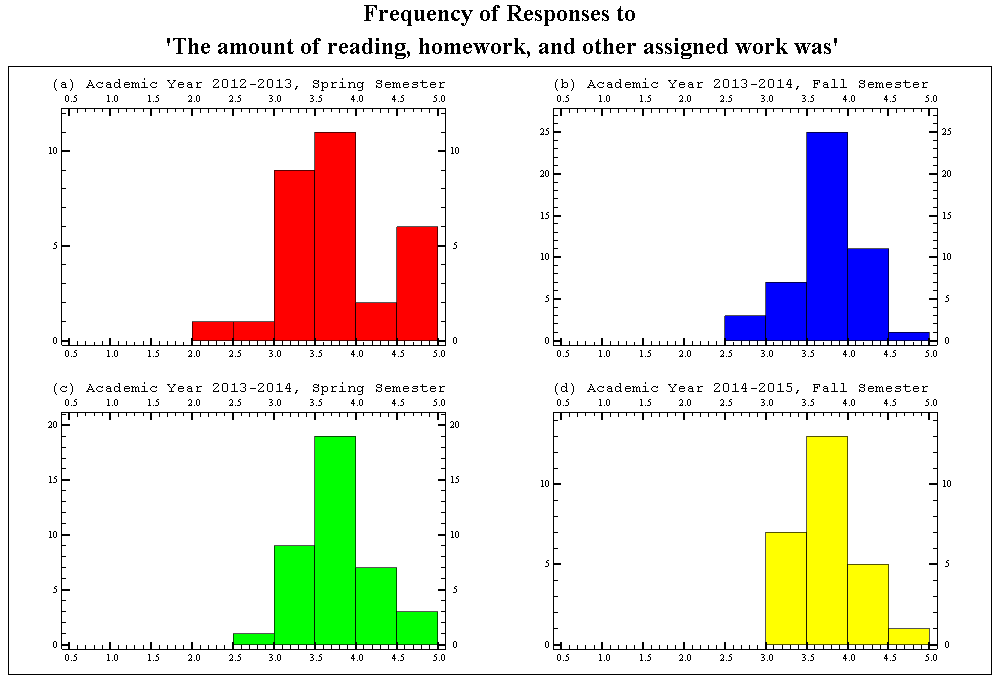 Frequency of Responses to
'The amount of reading, homework, and other assigned work was'
(a) Academic Year 2012-2013, Spring Semester
0.5 1.0 1.5 2.0 2.5 3.0 3.5 4.0 4.5 5.0
10 10
5 5
0 0
0.5 1.0 1.5 2.0 2.5 3.0 3.5 4.0 4.5 5.0
(b) Academic Year 2013-2014, Fall Semester
0.5 1.0 1.5 2.0 2.5 3.0 3.5 4.0 4.5 5.0
25 25
20 20
15 15
10 10
5 5
0 0
0.5 1.0 1.5 2.0 2.5 3.0 3.5 4.0 4.5 5.0
(c) Academic Year 2013-2014, Spring Semester
0.5 1.0 1.5 2.0 2.5 3.0 3.5 4.0 4.5 5.0
20 20
15 15
10 10
5 5
0 0
0.5 1.0 1.5 2.0 2.5 3.0 3.5 4.0 4.5 5.0
(d) Academic Year 2014-2015, Fall Semester
0.5 1.0 1.5 2.0 2.5 3.0 3.5 4.0 4.5 5.0
10 10
5 5
0 0
0.5 1.0 1.5 2.0 2.5 3.0 3.5 4.0 4.5 5.0